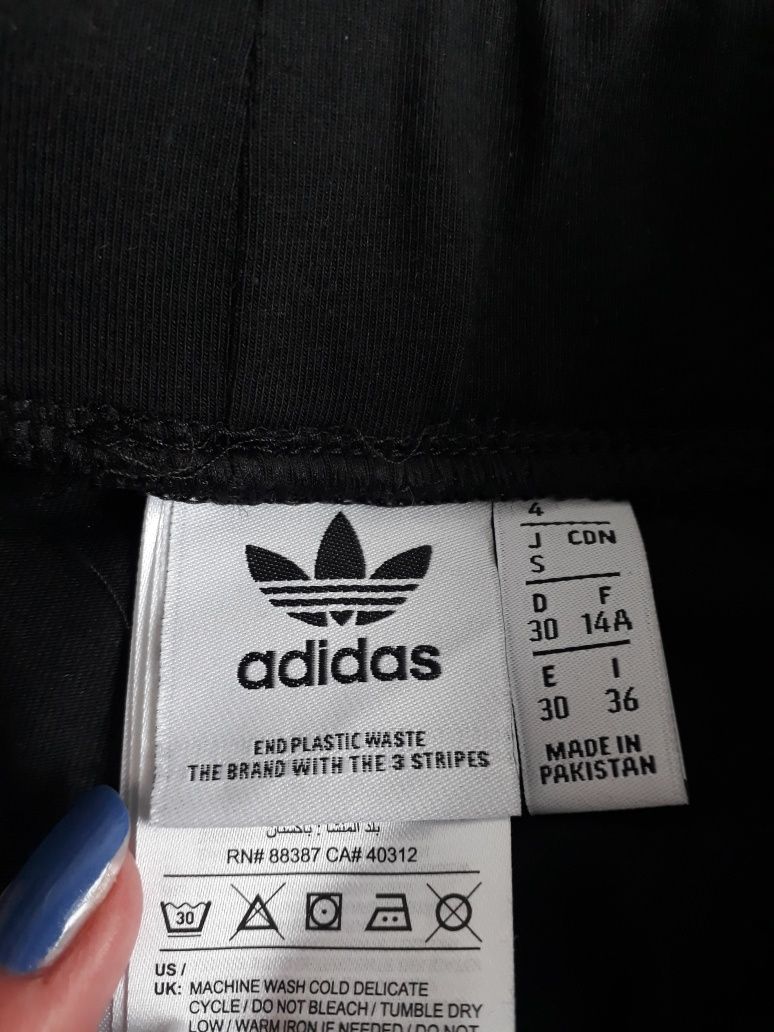 adidas
END PLASTIC WASTE
THE BRAND WITH THE 3 STRIPES
4
J CDN
S
D F
30 14A
E I
30 36
MADE IN
PAKISTAN
بلد المنشأ : باكستان
RN# 88387 CA# 40312
30
US /
UK: MACHINE WASH COLD DELICATE
CYCLE / DO NOT BLEACH / TUMBLE DRY
LOW / WARM IRON IF NEEDED / DO NOT